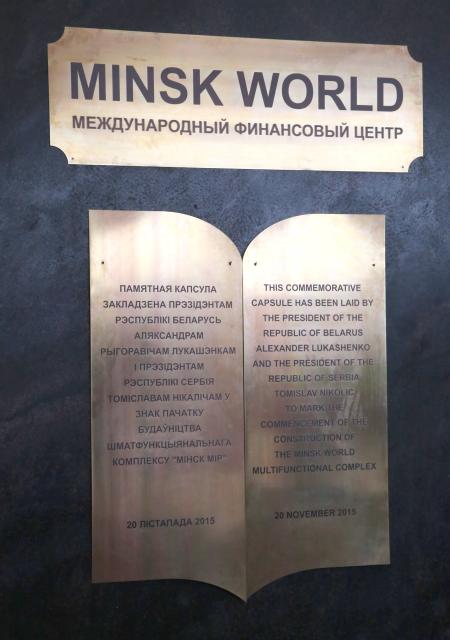 MINSK WORLD
МЕЖДУНАРОДНЫЙ ФИНАНСОВЫЙ ЦЕНТР
ПАМЯТНАЯ КАПСУЛА
ЗАКЛАДЗЕНА ПРЭЗІДЭНТАМ
РЭСПУБЛІКІ БЕЛАРУСЬ
АЛЯКСАНДРАМ
РЫГОРАВІЧАМ ЛУКАШЭНКАМ
І ПРЭЗІДЭНТАМ
РЭСПУБЛІКІ СЕРБІЯ
ТОМІСЛАВАМ НІКАЛІЧАМ У
ЗНАК ПАЧАТКУ
БУДАЎНІЦТВА
ШМАТФУНКЦЫЯНАЛЬНАГА
КОМПЛЕКСУ "МІНСК МІР"
20 ЛІСТАПАДА 2015
THIS COMMEMORATIVE
CAPSULE HAS BEEN LAID BY
THE PRESIDENT OF THE
REPUBLIC OF BELARUS
ALEXANDER LUKASHENKO
AND THE PRESIDENT OF THE
REPUBLIC OF SERBIA
TOMISLAV NIKOLIC
TO MARK THE
COMMENCEMENT OF THE
CONSTRUCTION OF
THE MINSK WORLD
MULTIFUNCTIONAL COMPLEX
20 NOVEMBER 2015